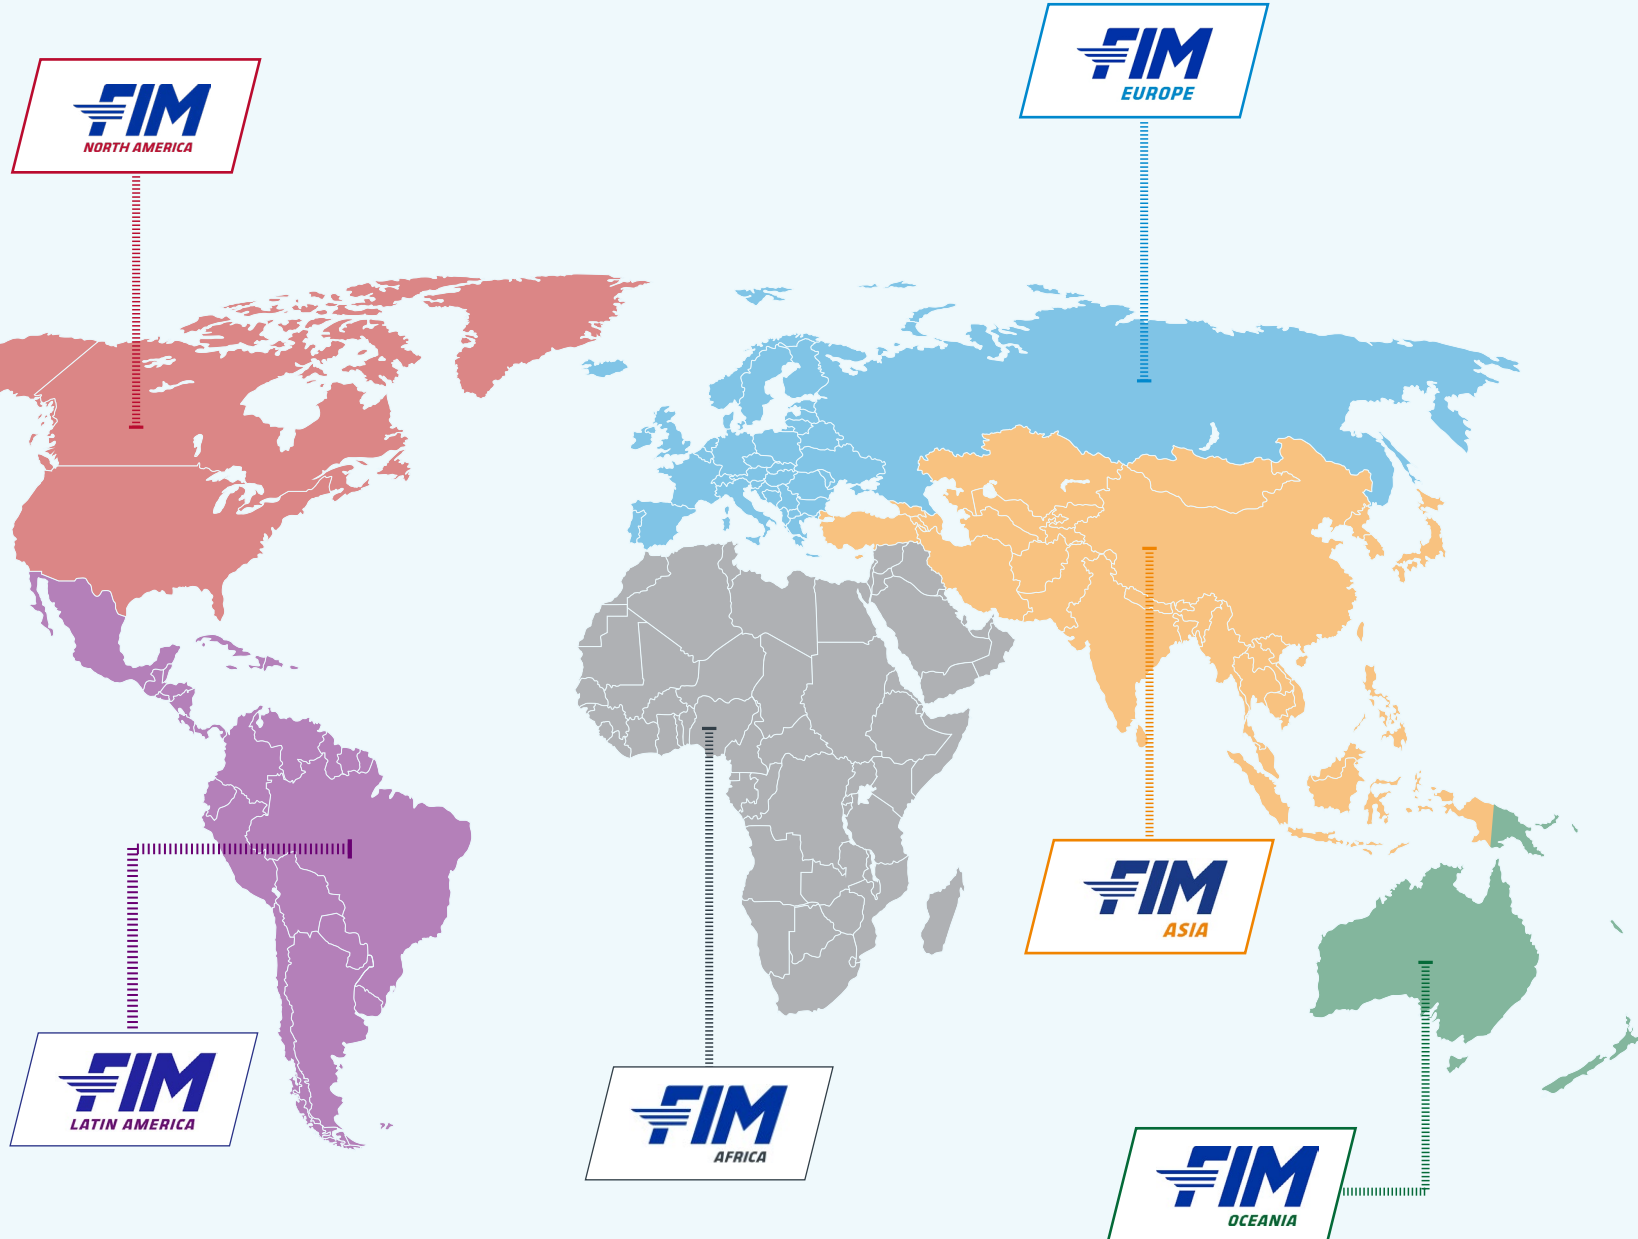 FIM
EUROPE
FIM
NORTH AMERICA
FIM
ASIA
FIM
LATIN AMERICA
FIM
AFRICA
FIM
OCEANIA